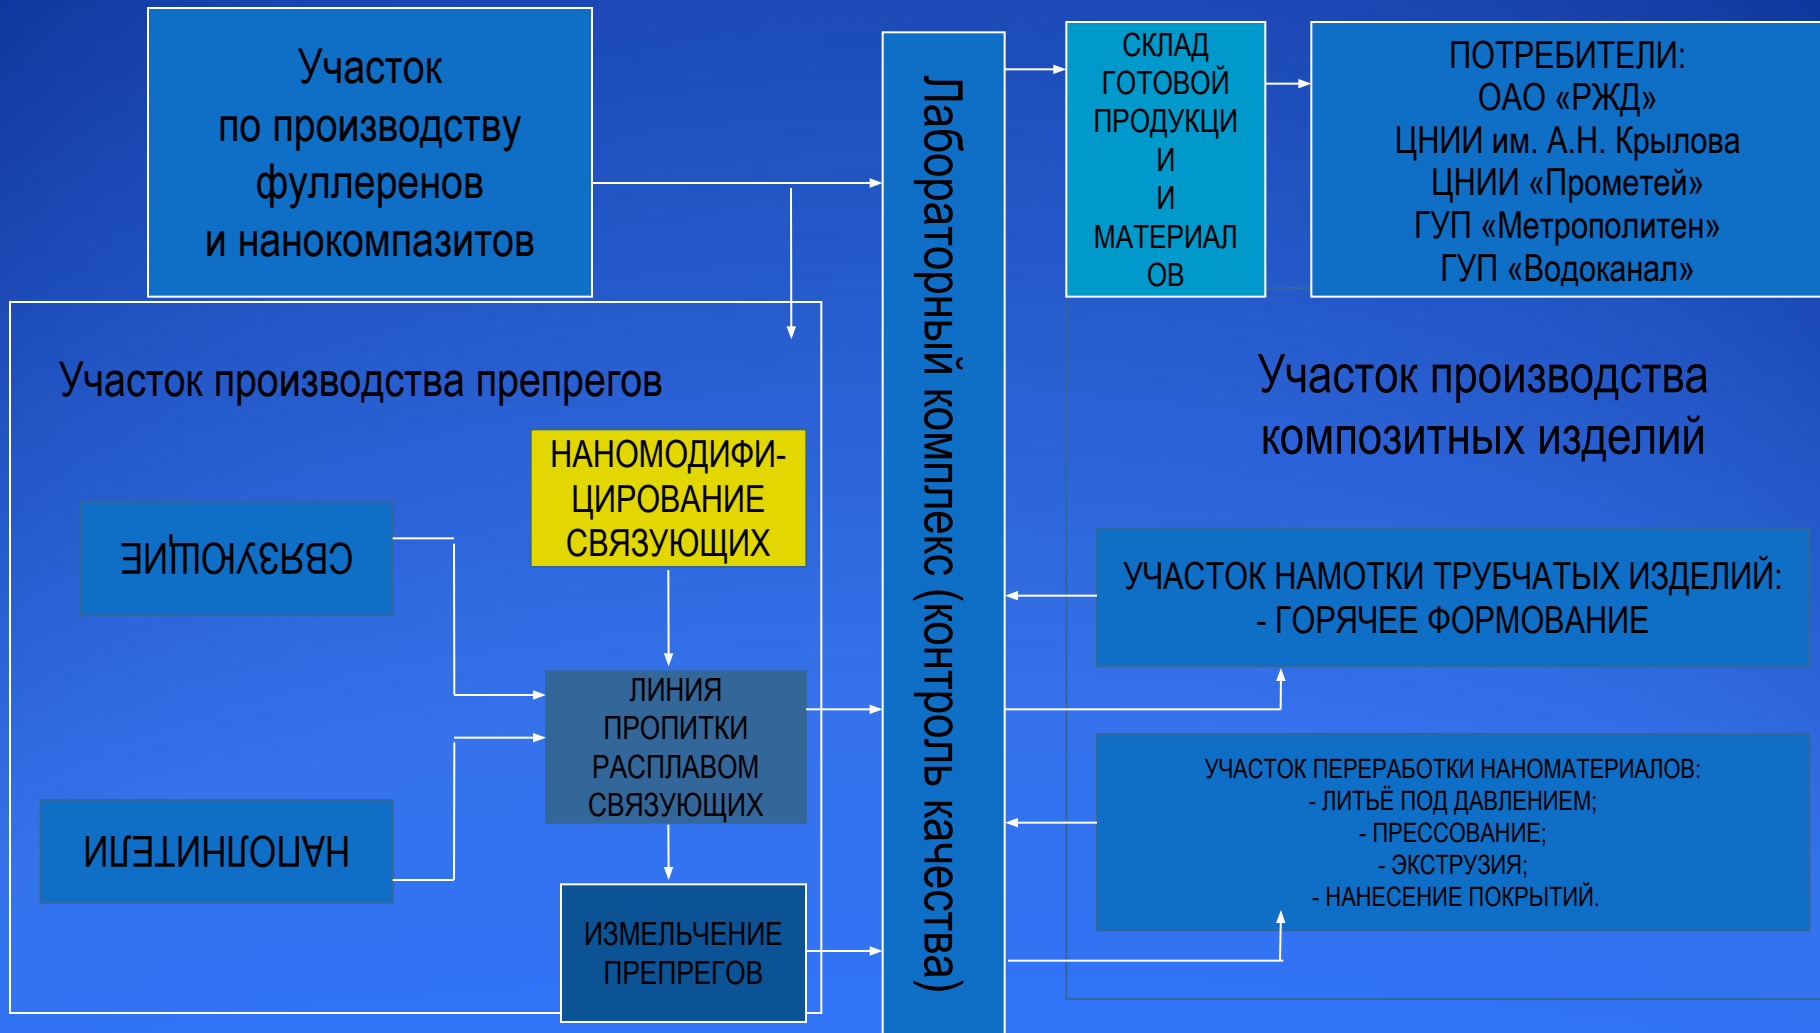 Участок
по производству
фуллеренов
и нанокомпазитов
Участок производства препрегов
НАНОМОДИФИ-
ЦИРОВАНИЕ
СВЯЗУЮЩИХ
СВЯЗУЮЩИЕ
НАПОЛНИТЕЛИ
ЛИНИЯ
ПРОПИТКИ
РАСПЛАВОМ
СВЯЗУЮЩИХ
ИЗМЕЛЬЧЕНИЕ
ПРЕПРЕГОВ
Лабораторный комплекс (контроль качества)
СКЛАД
ГОТОВОЙ
ПРОДУКЦИ
И
И
МАТЕРИАЛ
ОВ
ПОТРЕБИТЕЛИ:
ОАО «РЖД»
ЦНИИ им. А.Н. Крылова
ЦНИИ «Прометей»
ГУП «Метрополитен»
ГУП «Водоканал»
Участок производства
композитных изделий
УЧАСТОК НАМОТКИ ТРУБЧАТЫХ ИЗДЕЛИЙ:
- ГОРЯЧЕЕ ФОРМОВАНИЕ
УЧАСТОК ПЕРЕРАБОТКИ НАНОМАТЕРИАЛОВ:
- ЛИТЬЁ ПОД ДАВЛЕНИЕМ;
- ПРЕССОВАНИЕ;
- ЭКСТРУЗИЯ;
- НАНЕСЕНИЕ ПОКРЫТИЙ.